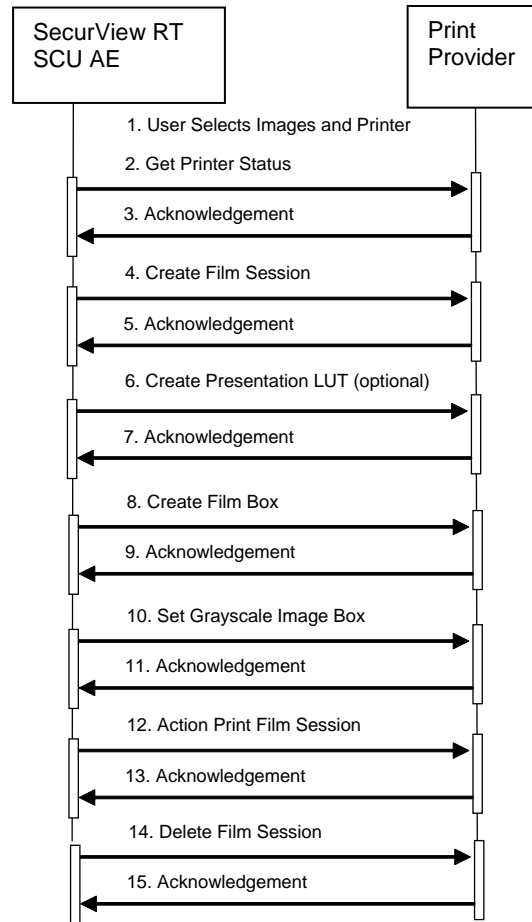 SecurView RT
SCU AE
Print
Provider
1. User Selects Images and Printer
2. Get Printer Status
3. Acknowledgement
4. Create Film Session
5. Acknowledgement
6. Create Presentation LUT (optional)
7. Acknowledgement
8. Create Film Box
9. Acknowledgement
10. Set Grayscale Image Box
11. Acknowledgement
12. Action Print Film Session
13. Acknowledgement
14. Delete Film Session
15. Acknowledgement